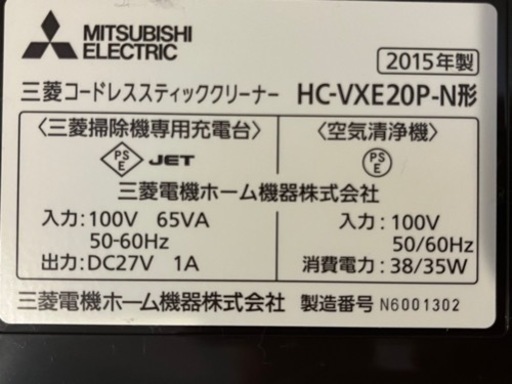 MITSUBISHI
ELECTRIC
2015年製
三菱コードレススティッククリーナー HC-VXE20P-N形
〈三菱掃除機専用充電台〉
PS
E
JET
〈空気清浄機〉
PS
E
三菱電機ホーム機器株式会社
入力:100V 65VA
50-60Hz
出力:DC27V 1A
入力:100V
50/60Hz
消費電力:38/35W
三菱電機ホーム機器株式会社 製造番号 N6001302